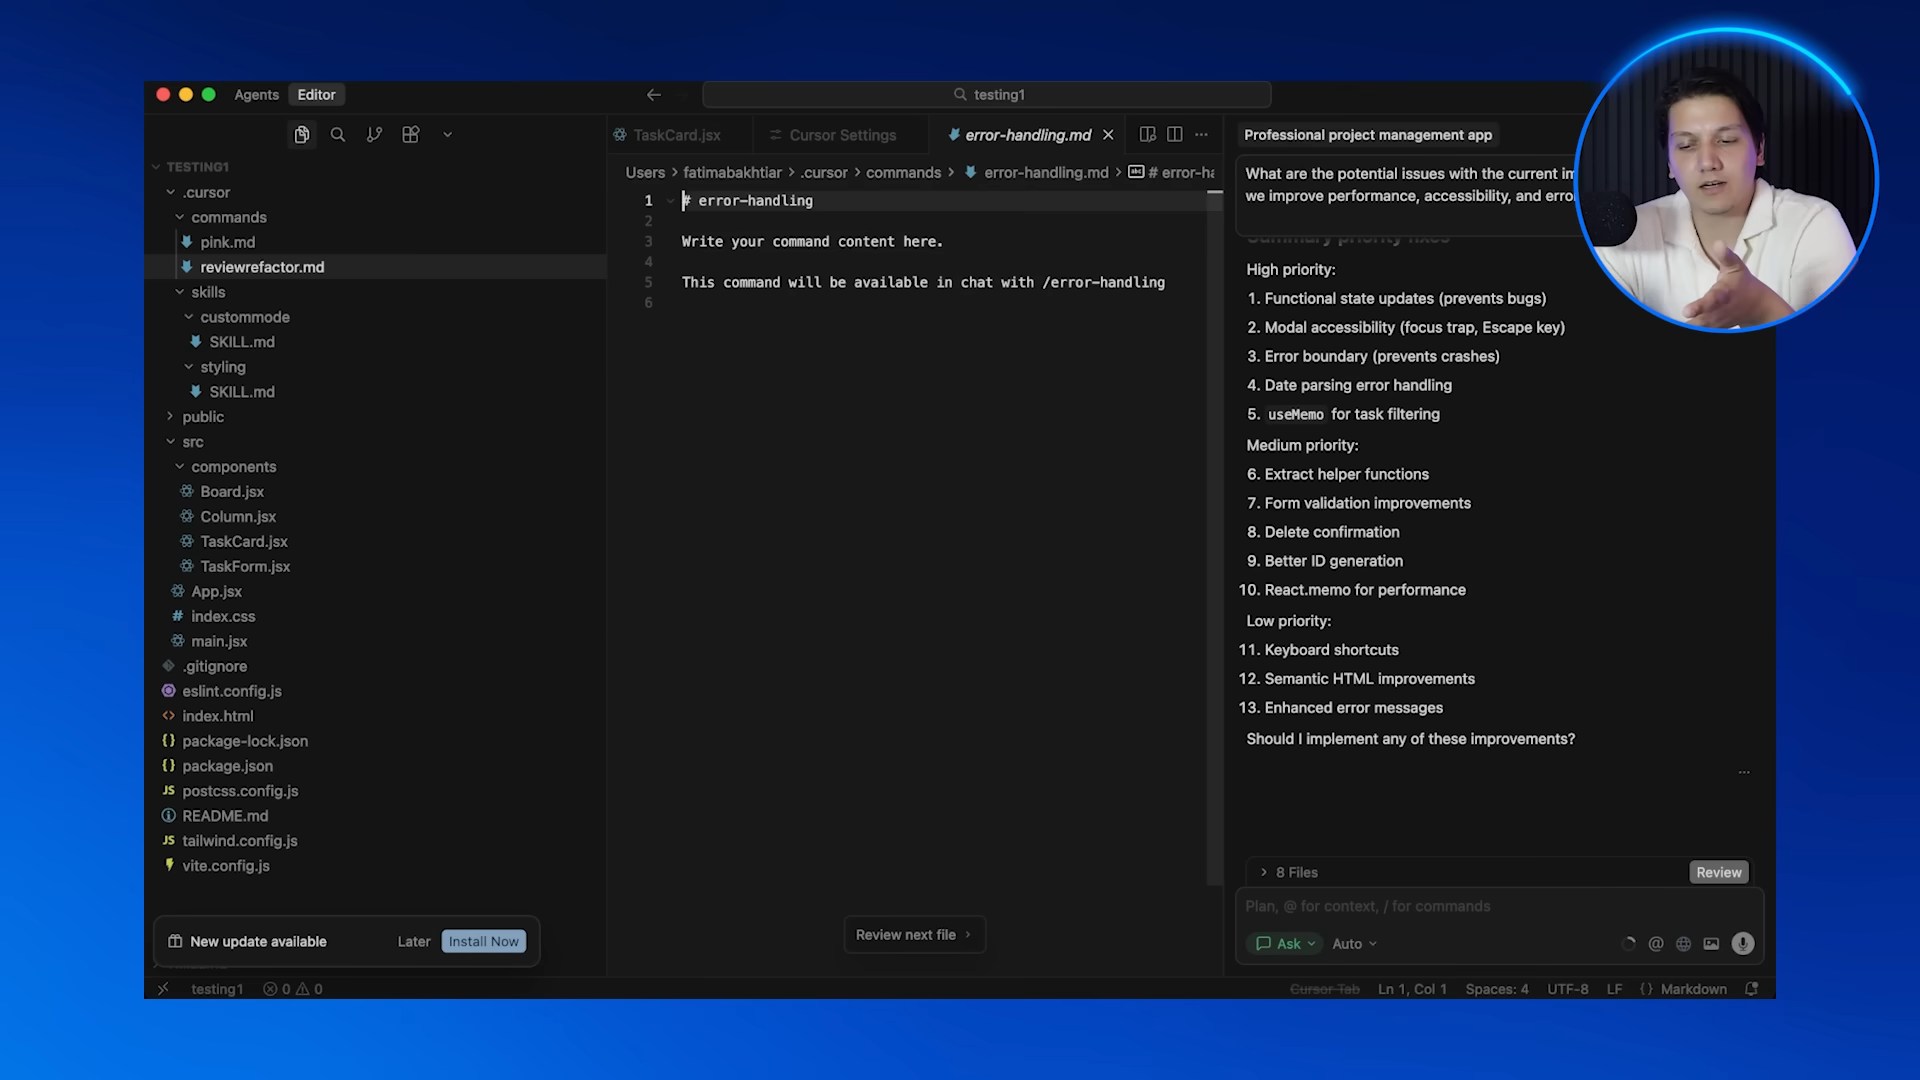 Agents Editor
testing1
TaskCard.jsx
Cursor Settings
error-handling.md
Professional project management app
Users > fatimabakhtiar > .cursor > commands > error-handling.md > # error-ha
TESTING1
.cursor
commands
pink.md
reviewrefactor.md
skills
custommode
SKILL.md
styling
SKILL.md
public
src
components
Board.jsx
Column.jsx
TaskCard.jsx
TaskForm.jsx
App.jsx
index.css
main.jsx
.gitignore
eslint.config.js
index.html
package-lock.json
package.json
postcss.config.js
README.md
tailwind.config.js
vite.config.js
New update available Later Install Now
1 # error-handling
2
3 Write your command content here.
4
5 This command will be available in chat with /error-handling
6
Review next file >
What are the potential issues with the current im
we improve performance, accessibility, and erro
Summary priority fixes
High priority:
1. Functional state updates (prevents bugs)
2. Modal accessibility (focus trap, Escape key)
3. Error boundary (prevents crashes)
4. Date parsing error handling
5. useMemo for task filtering
Medium priority:
6. Extract helper functions
7. Form validation improvements
8. Delete confirmation
9. Better ID generation
10. React.memo for performance
Low priority:
11. Keyboard shortcuts
12. Semantic HTML improvements
13. Enhanced error messages
Should I implement any of these improvements?
8 Files
Review
Plan, @ for context, / for commands
Ask Auto
testing1 0 0
Cursor Tab Ln 1, Col 1 Spaces: 4 UTF-8 LF {} Markdown